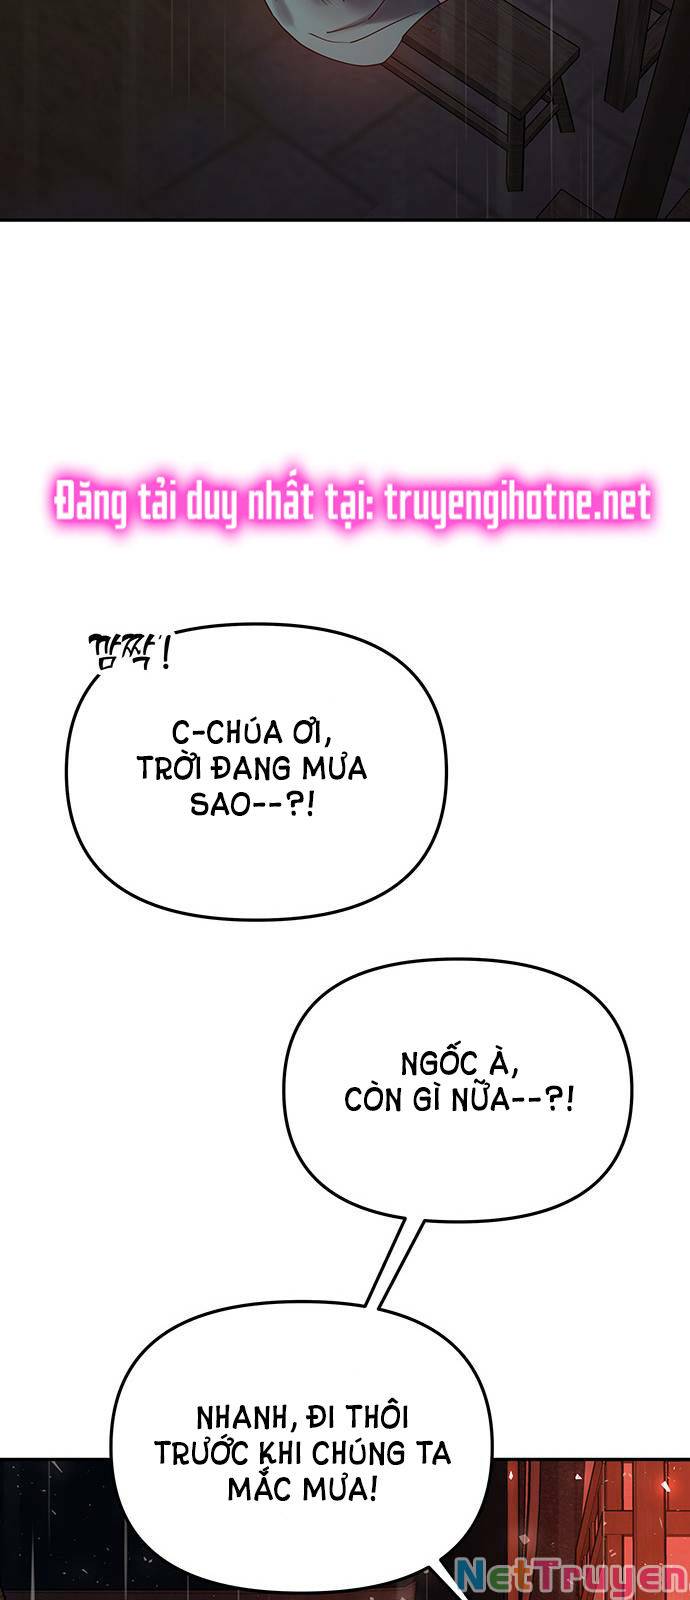 Đăng tải duy nhất tại: truyengihotne.net
깜짝!
C-CHÚA ƠI,
TRỜI ĐANG MƯA
SAO--?!
NGỐC À,
CÒN GÌ NỮA--?!
NHANH, ĐI THÔI
TRƯỚC KHI CHÚNG TA
MẮC MƯA!
NetTruyen